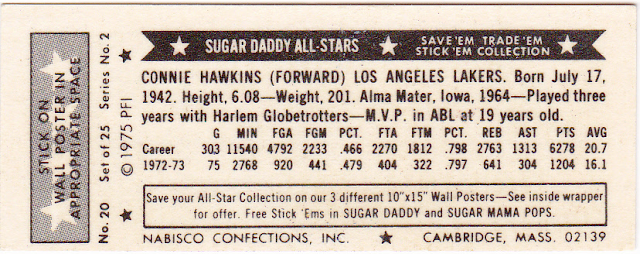 STICK ON
WALL POSTER IN
APPROPRIATE SPACE
No. 20 Set of 25 Series No. 2
© 1975 PFI
SUGAR DADDY ALL-STARS
SAVE 'EM TRADE 'EM
STICK 'EM COLLECTION
CONNIE HAWKINS (FORWARD) LOS ANGELES LAKERS. Born July 17,
1942. Height, 6.08—Weight, 201. Alma Mater, Iowa, 1964—Played three
years with Harlem Globetrotters—M.V.P. in ABL at 19 years old.
G MIN FGA FGM PCT. FTA FTM PCT. REB AST PTS AVG
Career 303 11540 4792 2233 .466 2270 1812 .798 2763 1313 6278 20.7
1972-73 75 2768 920 441 .479 404 322 .797 641 304 1204 16.1
Save your All-Star Collection on our 3 different 10"x15" Wall Posters—See inside wrapper
for offer. Free Stick 'Ems in SUGAR DADDY and SUGAR MAMA POPS.
NABISCO CONFECTIONS, INC. CAMBRIDGE, MASS. 02139